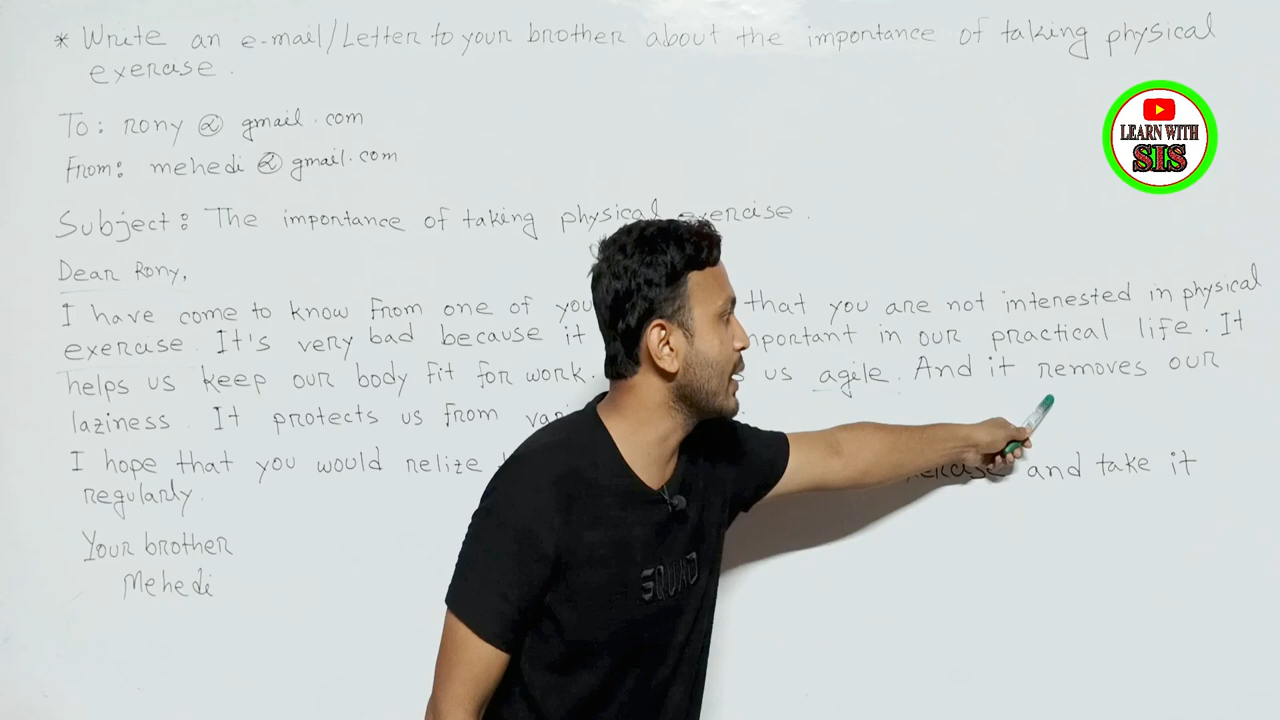 * Write an e-mail/Letter to your brother about the importance of taking physical
exercise.
To: rony @ gmail.com
From: mehedi @ gmail.com
LEARN WITH
SIS
Subject: The importance of taking physical exercise.
Dear Rony,
I have come to know from one of that you are not interested in physical
exercise. It's very bad because it in our practical life. It
helps us keep our body fit for work. us agile. And it removes our
laziness. It protects us from
I hope that you would relize exercise and take it
regularly.
Your brother
Mehedi
SQUAD